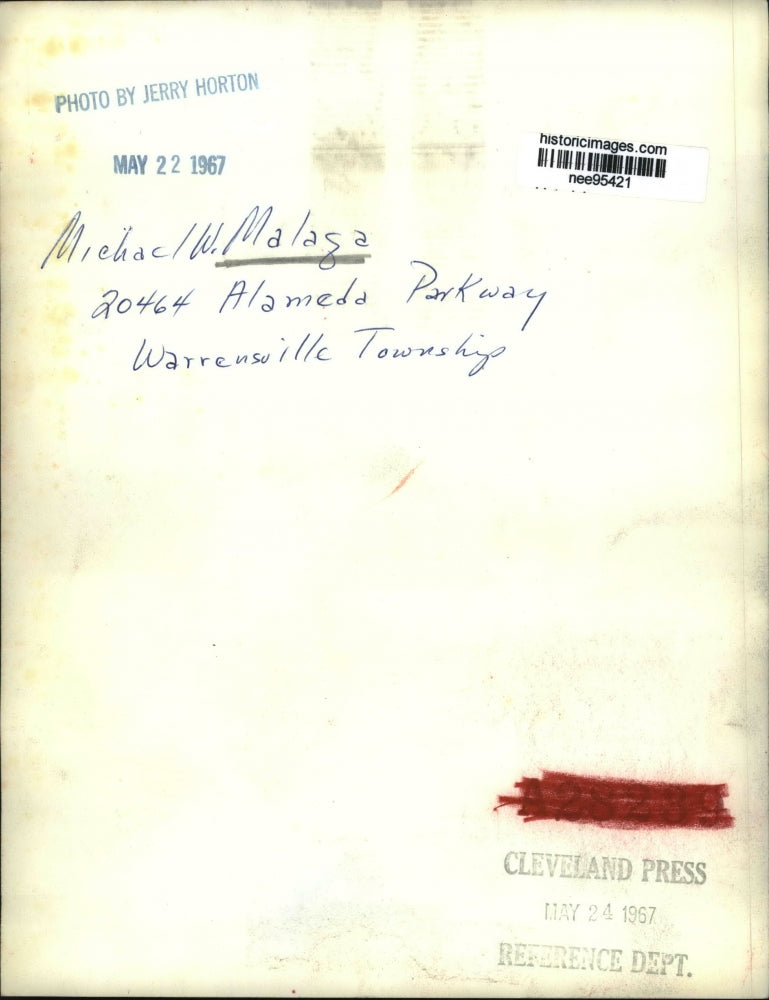 PHOTO BY JERRY HORTON
MAY 22 1967
historicimages.com
nee95421
Michael W. Malaga
20464 Alameda Parkway
Warrensville Township
CLEVELAND PRESS
MAY 24 1967
REFERENCE DEPT.